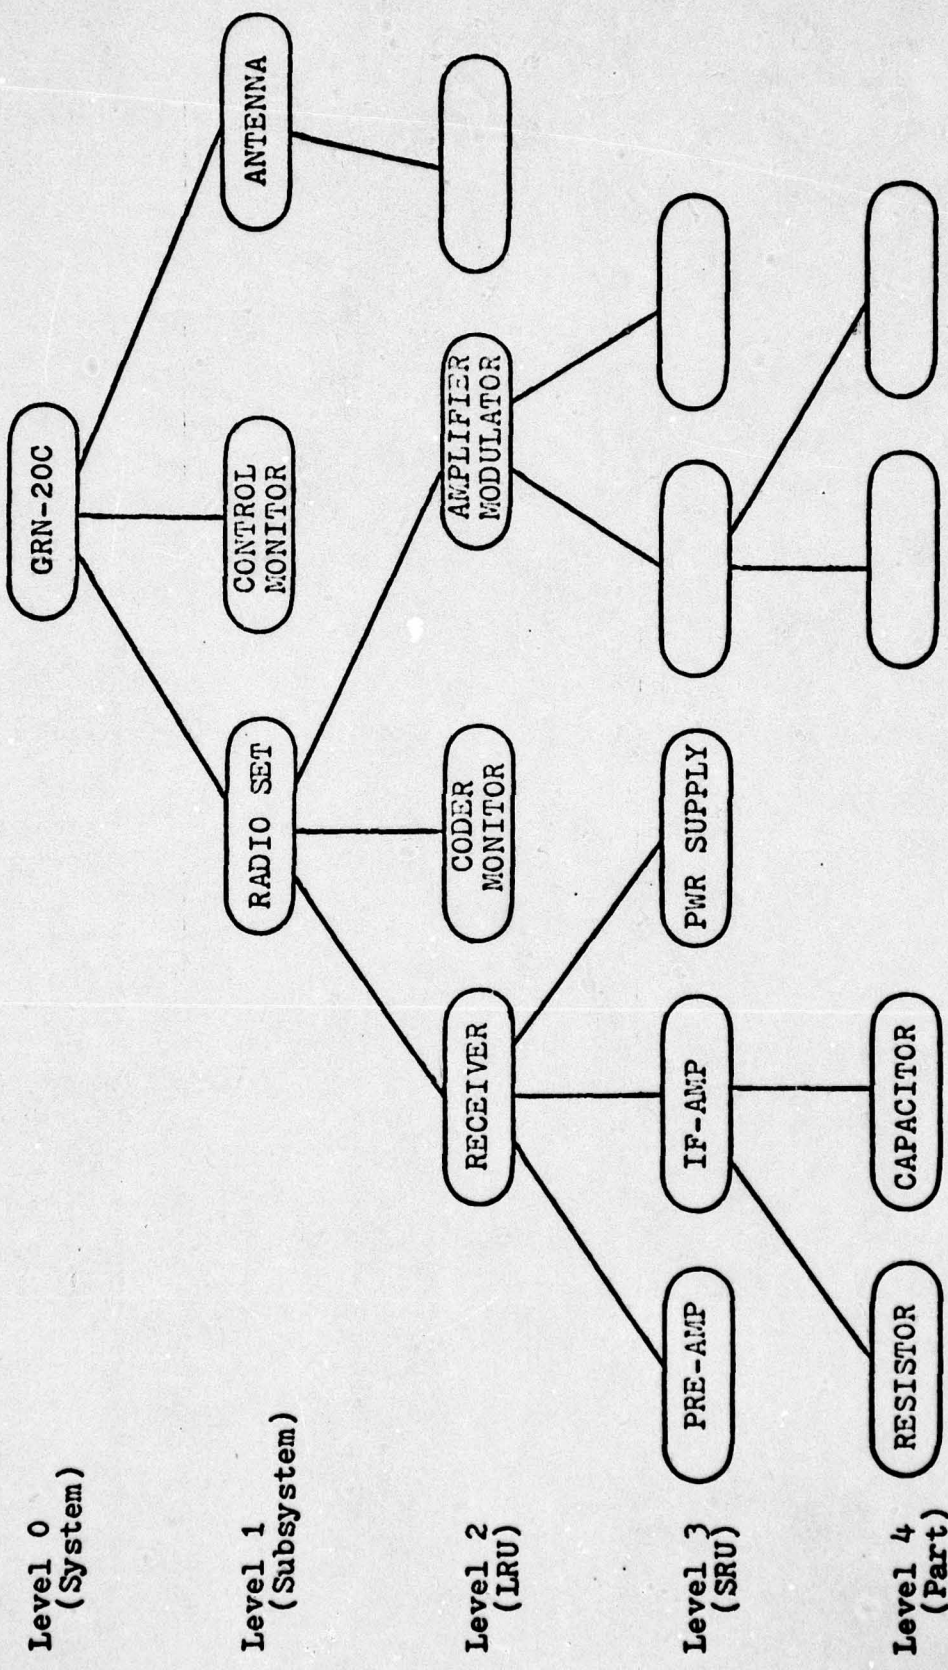 Level 0
(System)
GRN-20C
Level 1
(Subsystem)
RADIO SET
CONTROL
MONITOR
ANTENNA
Level 2
(LRU)
RECEIVER
CODER
MONITOR
AMPLIFIER
MODULATOR
Level 3
(SRU)
PRE-AMP
IF-AMP
PWR SUPPLY
Level 4
(Part)
RESISTOR
CAPACITOR